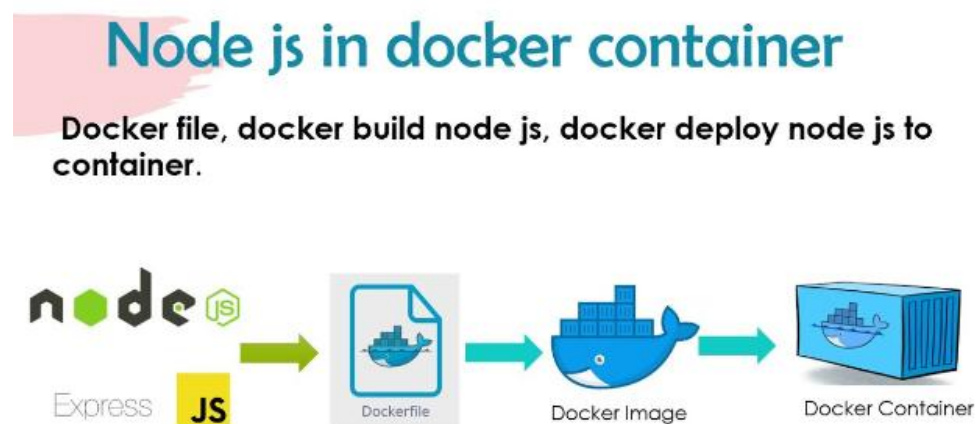 Node js in docker container
Docker file, docker build node js, docker deploy node js to
container.
node JS
Express JS
Dockerfile
Docker Image
Docker Container